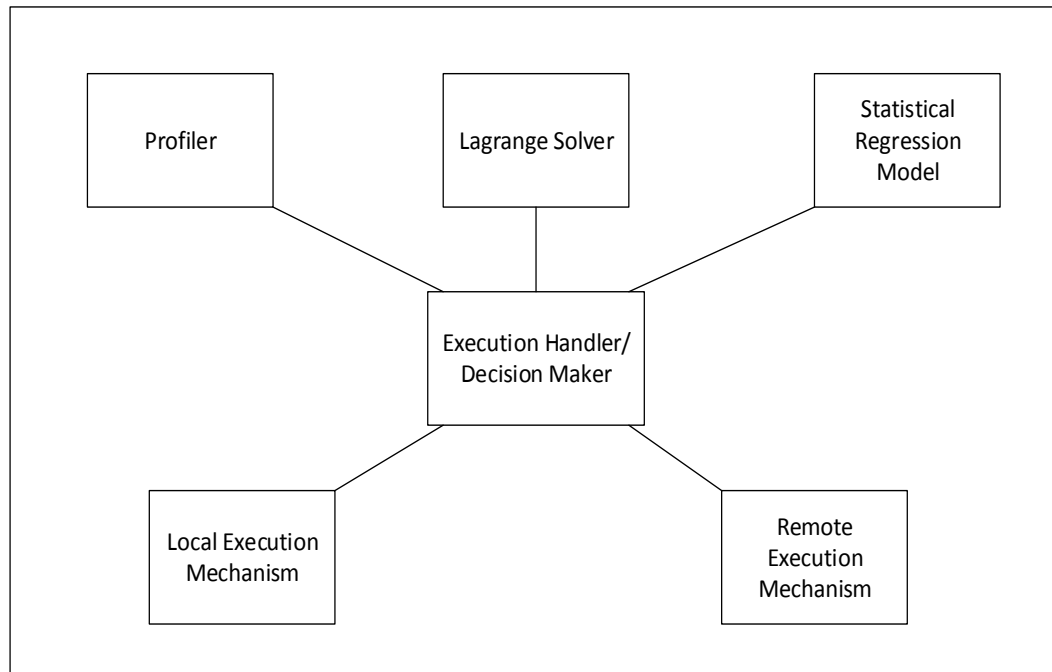 Profiler
Lagrange Solver
Statistical
Regression
Model
Execution Handler/
Decision Maker
Local Execution
Mechanism
Remote
Execution
Mechanism